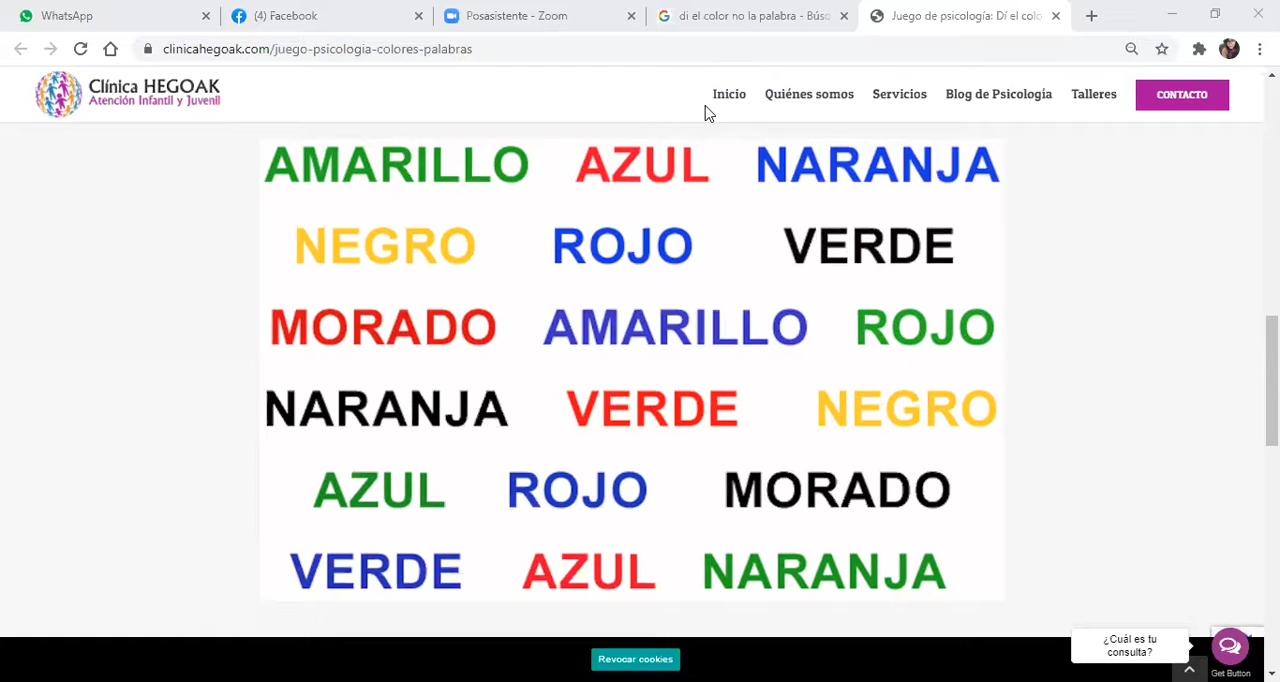 WhatsApp (4) Facebook Posasistente - Zoom di el color no la palabra - Bús Juego de psicología: Dí el colo
clinicahegoak.com/juego-psicologia-colores-palabras
Clínica HEGOAK
Atención Infantil y Juvenil
Inicio Quiénes somos Servicios Blog de Psicología Talleres CONTACTO
AMARILLO AZUL NARANJA
NEGRO ROJO VERDE
MORADO AMARILLO ROJO
NARANJA VERDE NEGRO
AZUL ROJO MORADO
VERDE AZUL NARANJA
¿Cuál es tu
consulta?
Revocar cookies
Get Button